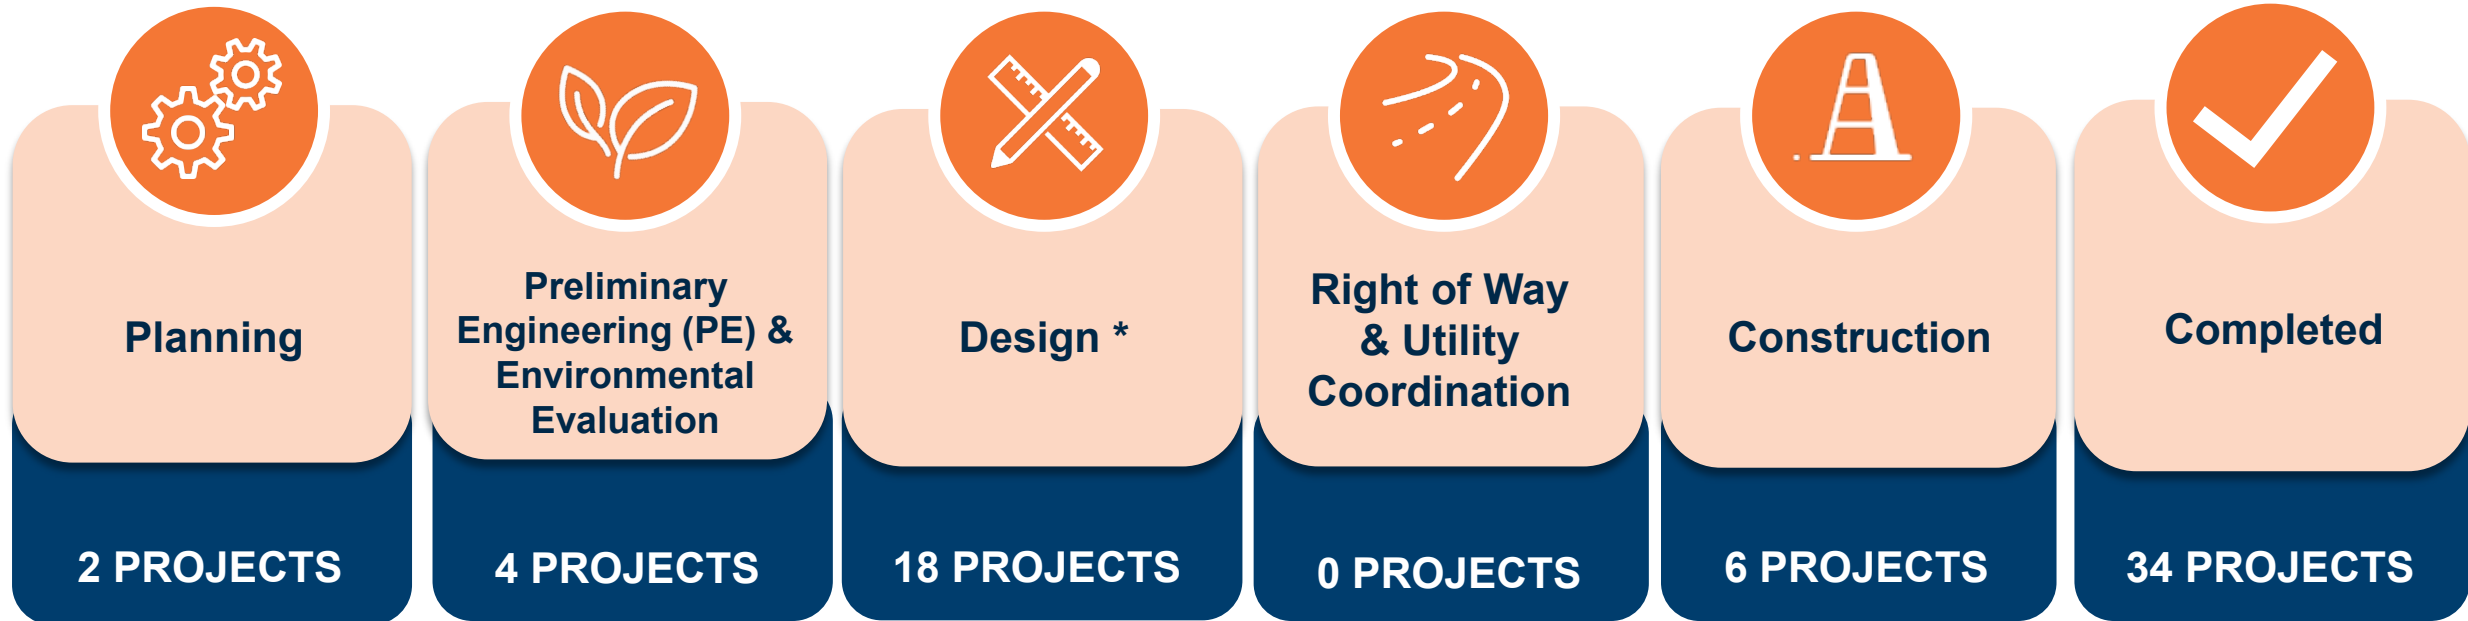 Planning
2 PROJECTS
Preliminary
Engineering (PE) &
Environmental
Evaluation
4 PROJECTS
Design *
18 PROJECTS
Right of Way
& Utility
Coordination
0 PROJECTS
Construction
6 PROJECTS
Completed
34 PROJECTS